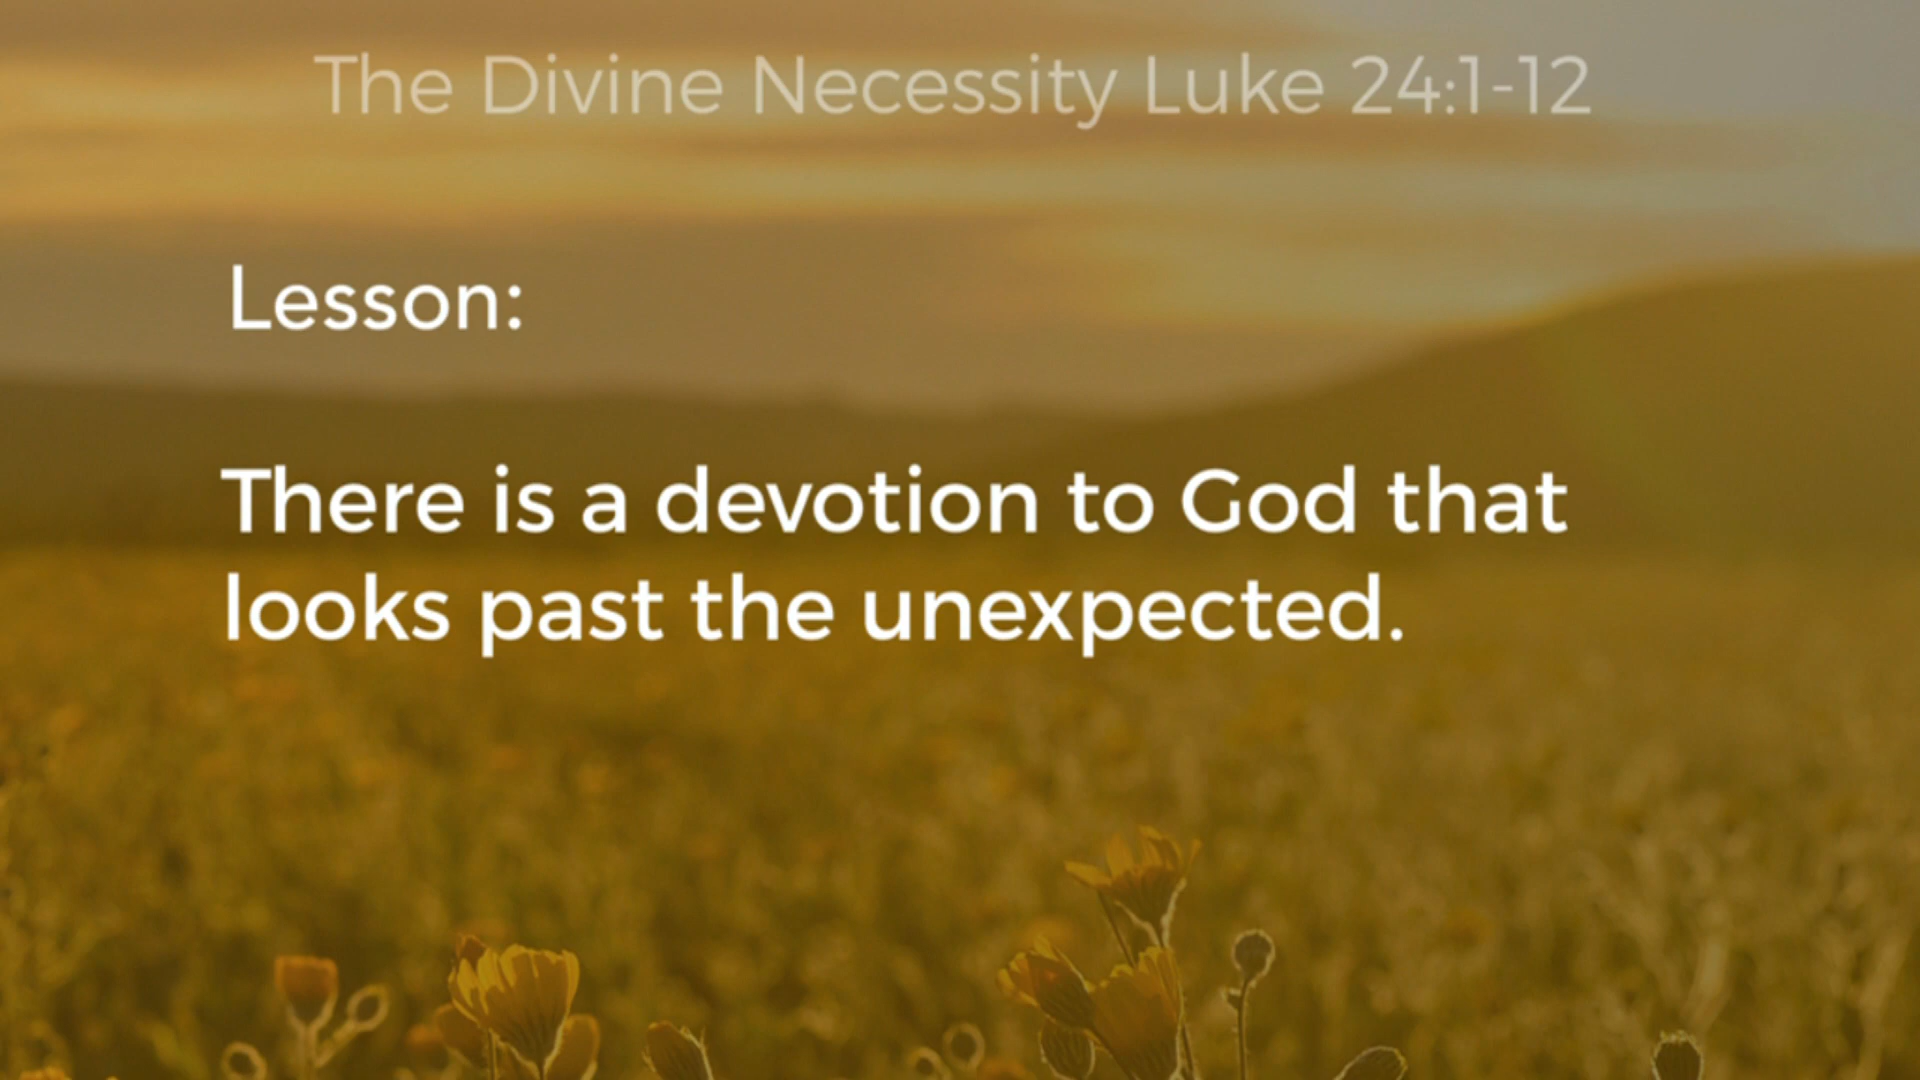 The Divine Necessity Luke 24:1-12
Lesson:
There is a devotion to God that
looks past the unexpected.